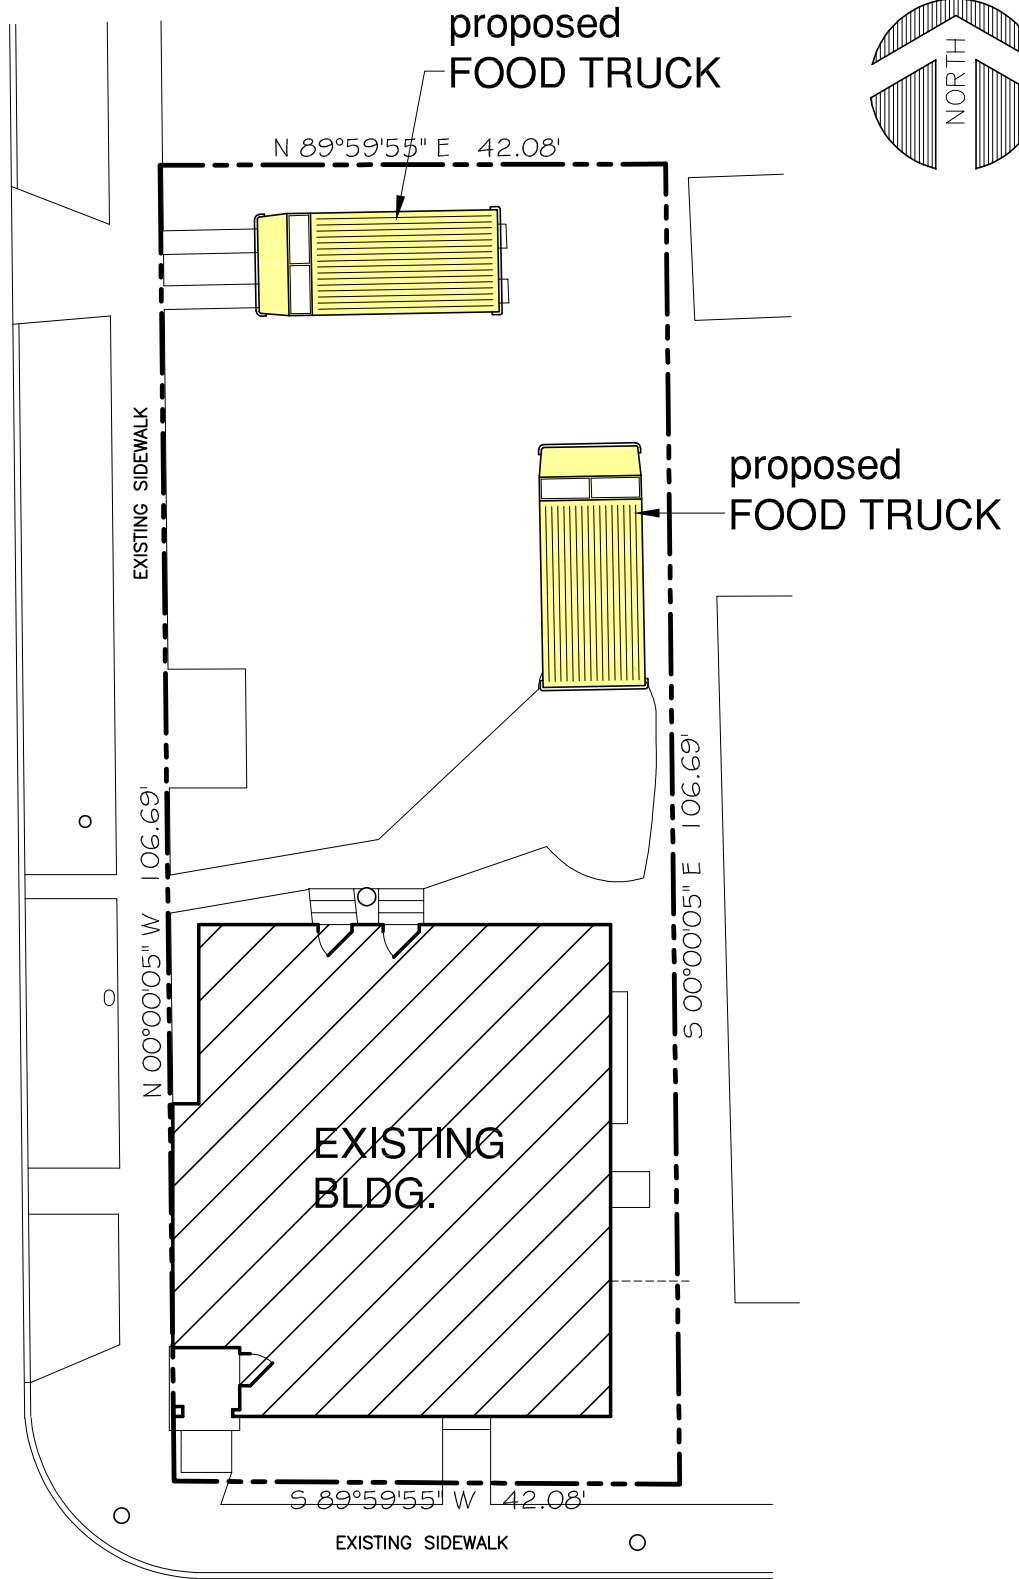 proposed
FOOD TRUCK
NORTH
N 89°59'55" E 42.08'
EXISTING SIDEWALK
proposed
FOOD TRUCK
N 00°00'05" W 106.69'
S 00°00'05" E 106.69'
EXISTING
BLDG.
S 89°59'55" W 42.08'
EXISTING SIDEWALK